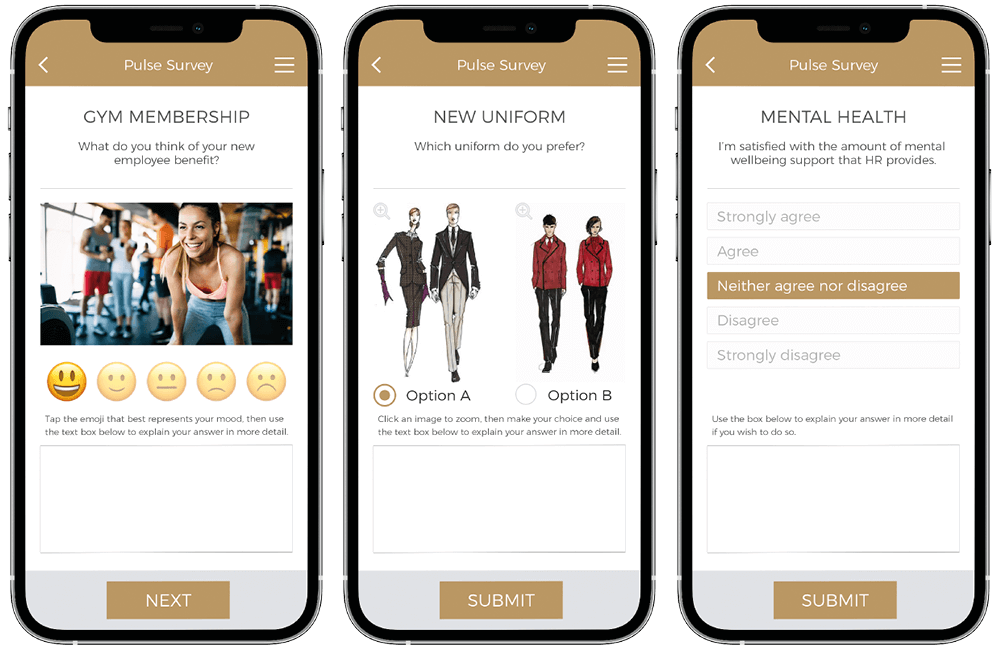 Pulse Survey
GYM MEMBERSHIP
What do you think of your new
employee benefit?
Tap the emoji that best represents your mood, then use
the text box below to explain your answer in more detail.
NEXT
Pulse Survey
NEW UNIFORM
Which uniform do you prefer?
Option A
Option B
Click an image to zoom, then make your choice and use
the text box below to explain your answer in more detail.
SUBMIT
Pulse Survey
MENTAL HEALTH
I'm satisfied with the amount of mental
wellbeing support that HR provides.
Strongly agree
Agree
Neither agree nor disagree
Disagree
Strongly disagree
Use the box below to explain your answer in more detail
if you wish to do so.
SUBMIT